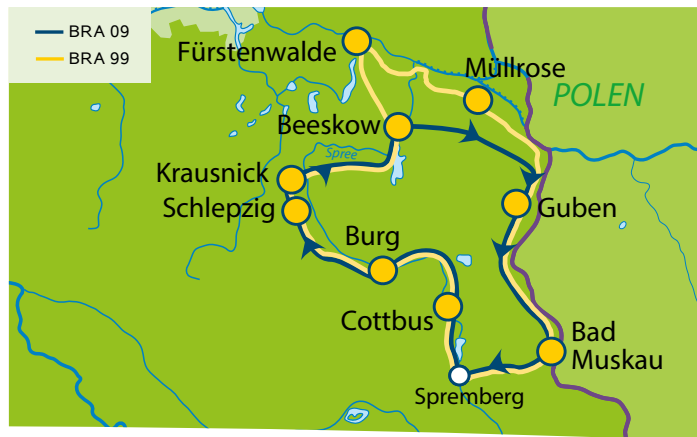 BRA 09
BRA 99
Fürstenwalde
Müllrose
POLEN
Beeskow
Spree
Krausnick
Schlepzig
Guben
Burg
Cottbus
Bad
Muskau
Spremberg